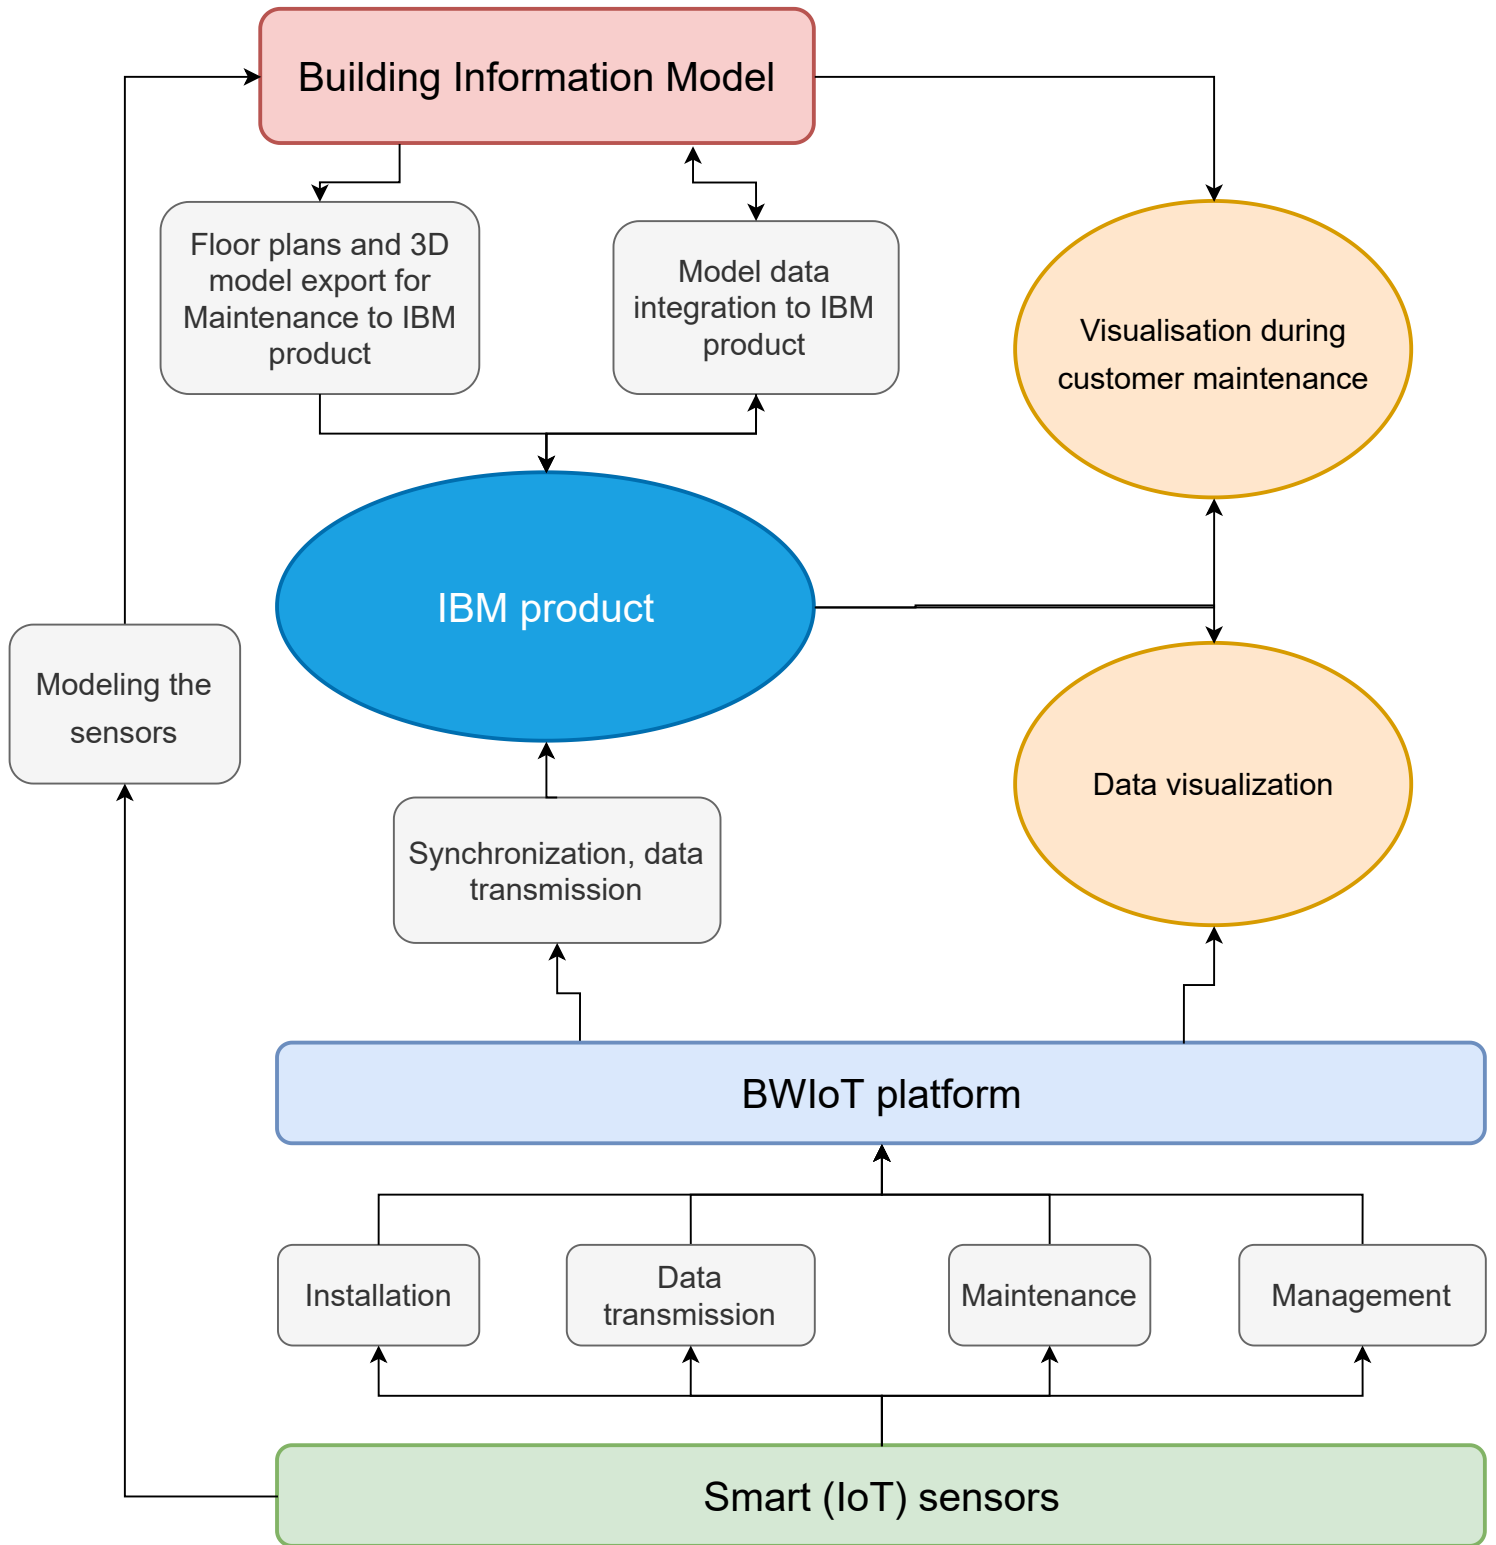 Building Information Model
Floor plans and 3D
model export for
Maintenance to IBM
product
Model data
integration to IBM
product
Visualisation during
customer maintenance
IBM product
Modeling the
sensors
Data visualization
Synchronization, data
transmission
BWIoT platform
Installation
Data
transmission
Maintenance
Management
Smart (IoT) sensors